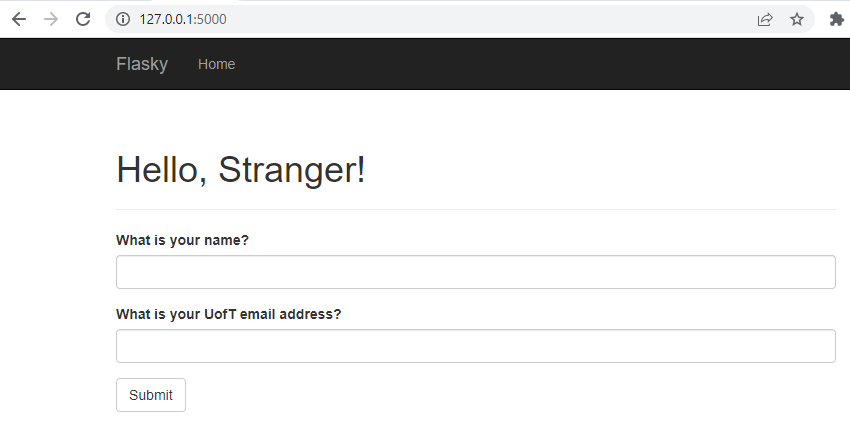 127.0.0.1:5000
Flasky Home
Hello, Stranger!
What is your name?
What is your UofT email address?
Submit